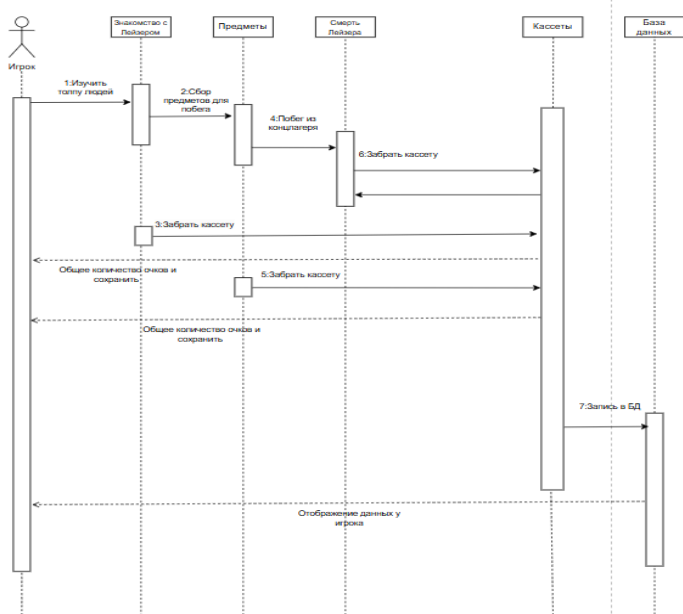 Знакомство с
Лейзером
Предметы
Смерть
Лейзера
Кассеты
База
данных
Игрок
1:Изучить
толпу людей
2:Сбор
предметов для
побега
4:Побег из
концлагеря
6:Забрать кассету
3:Забрать кассету
Общее количество очков и
сохранить
5:Забрать кассету
Общее количество очков и
сохранить
7:Запись в БД
Отображение данных у
игрока